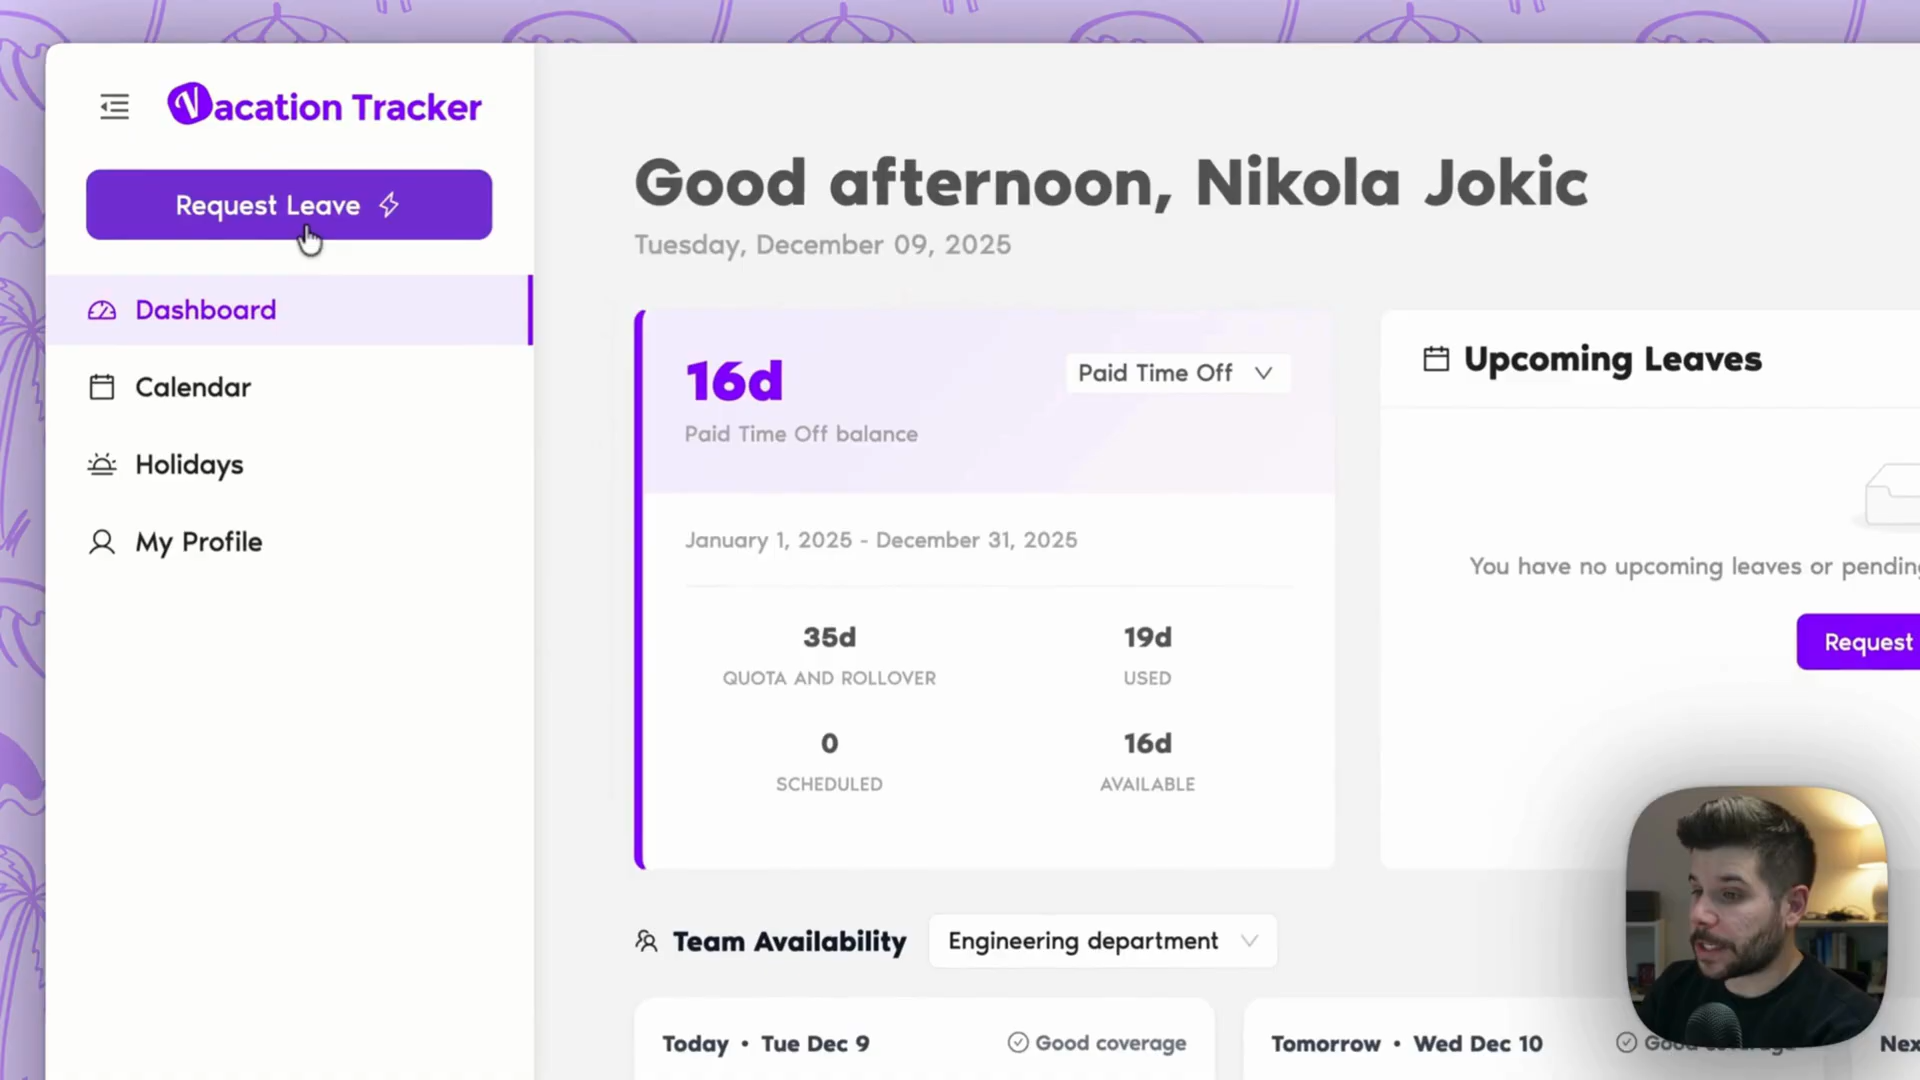 Vacation Tracker
Request Leave
Dashboard
Calendar
Holidays
My Profile
Good afternoon, Nikola Jokic
Tuesday, December 09, 2025
16d
Paid Time Off
Paid Time Off balance
January 1, 2025 - December 31, 2025
35d
QUOTA AND ROLLOVER
19d
USED
0
SCHEDULED
16d
AVAILABLE
Upcoming Leaves
You have no upcoming leaves or pending
Request
Team Availability
Engineering department
Today • Tue Dec 9
Good coverage
Tomorrow • Wed Dec 10